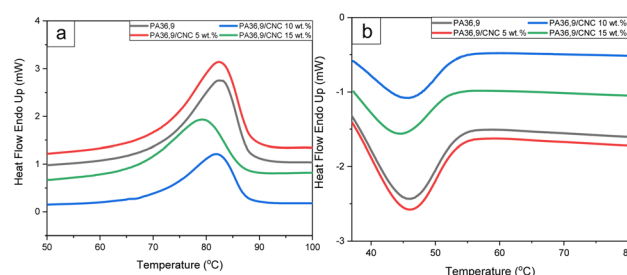 a
PA36,9
PA36,9/CNC 10 wt.%
PA36,9/CNC 5 wt.%
PA36,9/CNC 15 wt.%
Heat Flow Endo Up (mW)
4
3
2
1
0
50
60
70
80
90
100
Temperature (°C)
b
PA36,9
PA36,9/CNC 10 wt.%
PA36,9/CNC 5 wt.%
PA36,9/CNC 15 wt.%
Heat Flow Endo Up (mW)
0
-1
-2
-3
40
50
60
70
80
Temperature (°C)